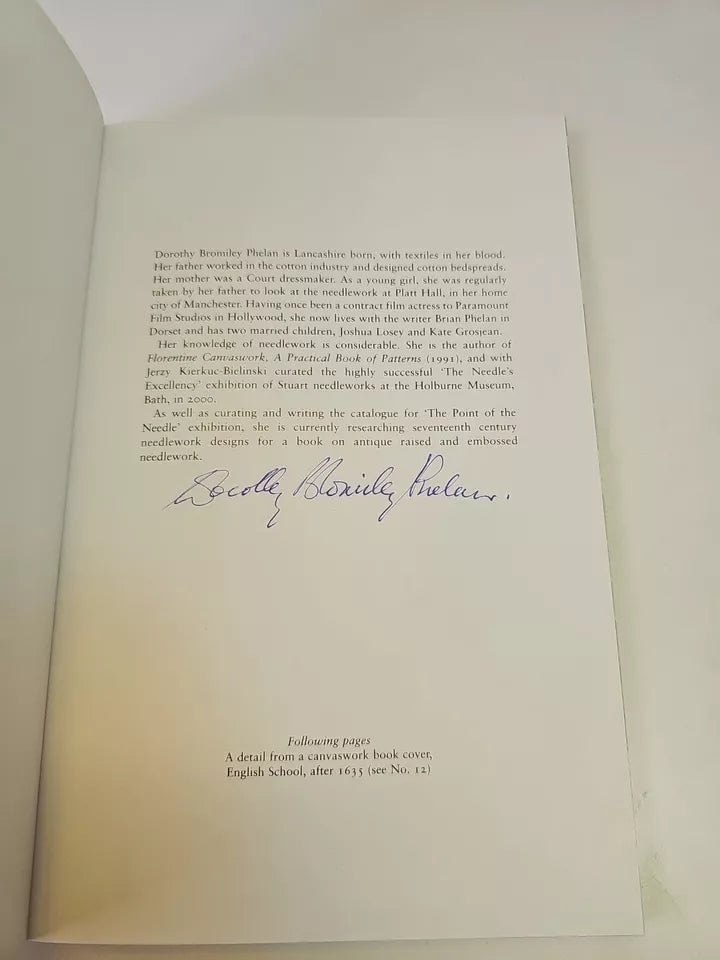 Dorothy Bromiley Phelan is Lancashire born, with textiles in her blood.
Her father worked in the cotton industry and designed cotton bedspreads.
Her mother was a Court dressmaker. As a young girl, she was regularly
taken by her father to look at the needlework at Platt Hall, in her home
city of Manchester. Having once been a contract film actress to Paramount
Film Studios in Hollywood, she now lives with the writer Brian Phelan in
Dorset and has two married children, Joshua Losey and Kate Grosjean.
Her knowledge of needlework is considerable. She is the author of
Florentine Canvaswork, A Practical Book of Patterns (1991), and with
Jerzy Kierkuc-Bielinski curated the highly successful 'The Needle's
Excellency' exhibition of Stuart needleworks at the Holburne Museum,
Bath, in 2000.
As well as curating and writing the catalogue for 'The Point of the
Needle' exhibition, she is currently researching seventeenth century
needlework designs for a book on antique raised and embossed
needlework.
Dorothy Bromiley Phelan.
Following pages
A detail from a canvaswork book cover,
English School, after 1635 (see No. 12)